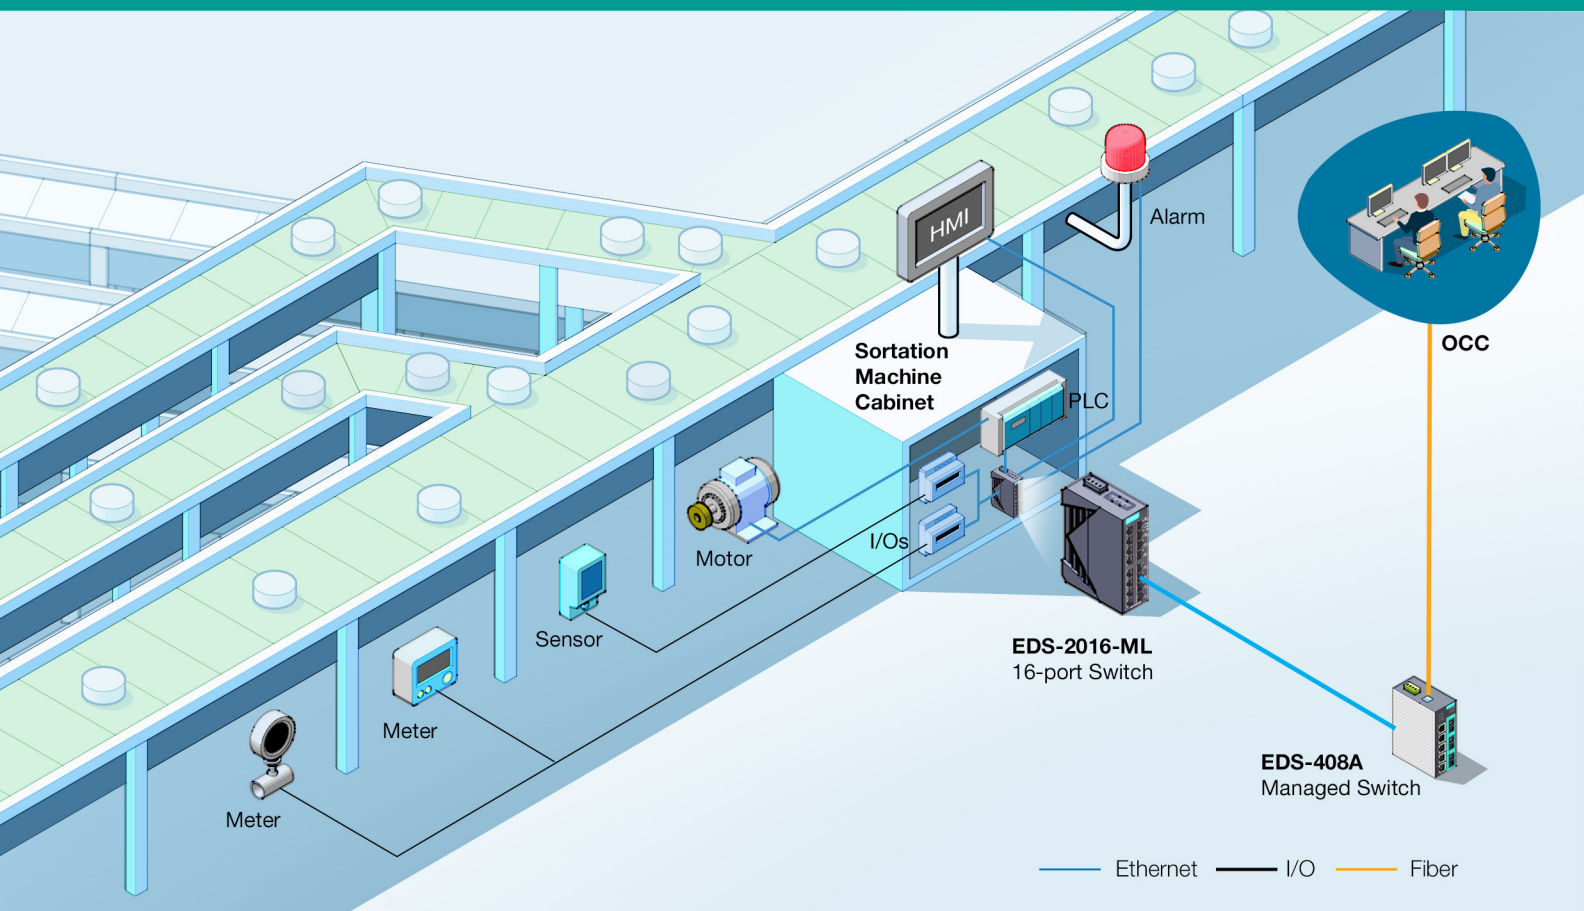 HMI
Alarm
OCC
Sortation
Machine
Cabinet
PLC
I/Os
Motor
Sensor
Meter
Meter
EDS-2016-ML
16-port Switch
EDS-408A
Managed Switch
Ethernet
I/O
Fiber